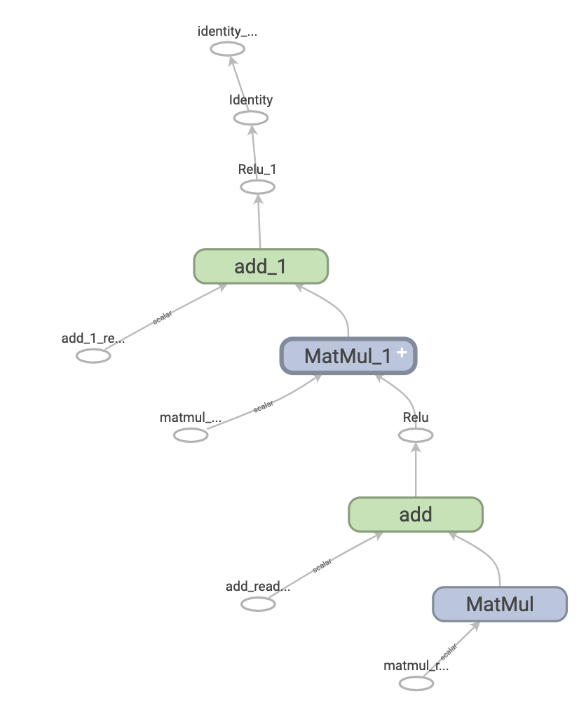 identity_...
Identity
Relu_1
add_1
scalar
add_1_re...
MatMul_1 +
scalar
matmul_...
Relu
add
scalar
add_read...
MatMul
scalar
matmul_r...